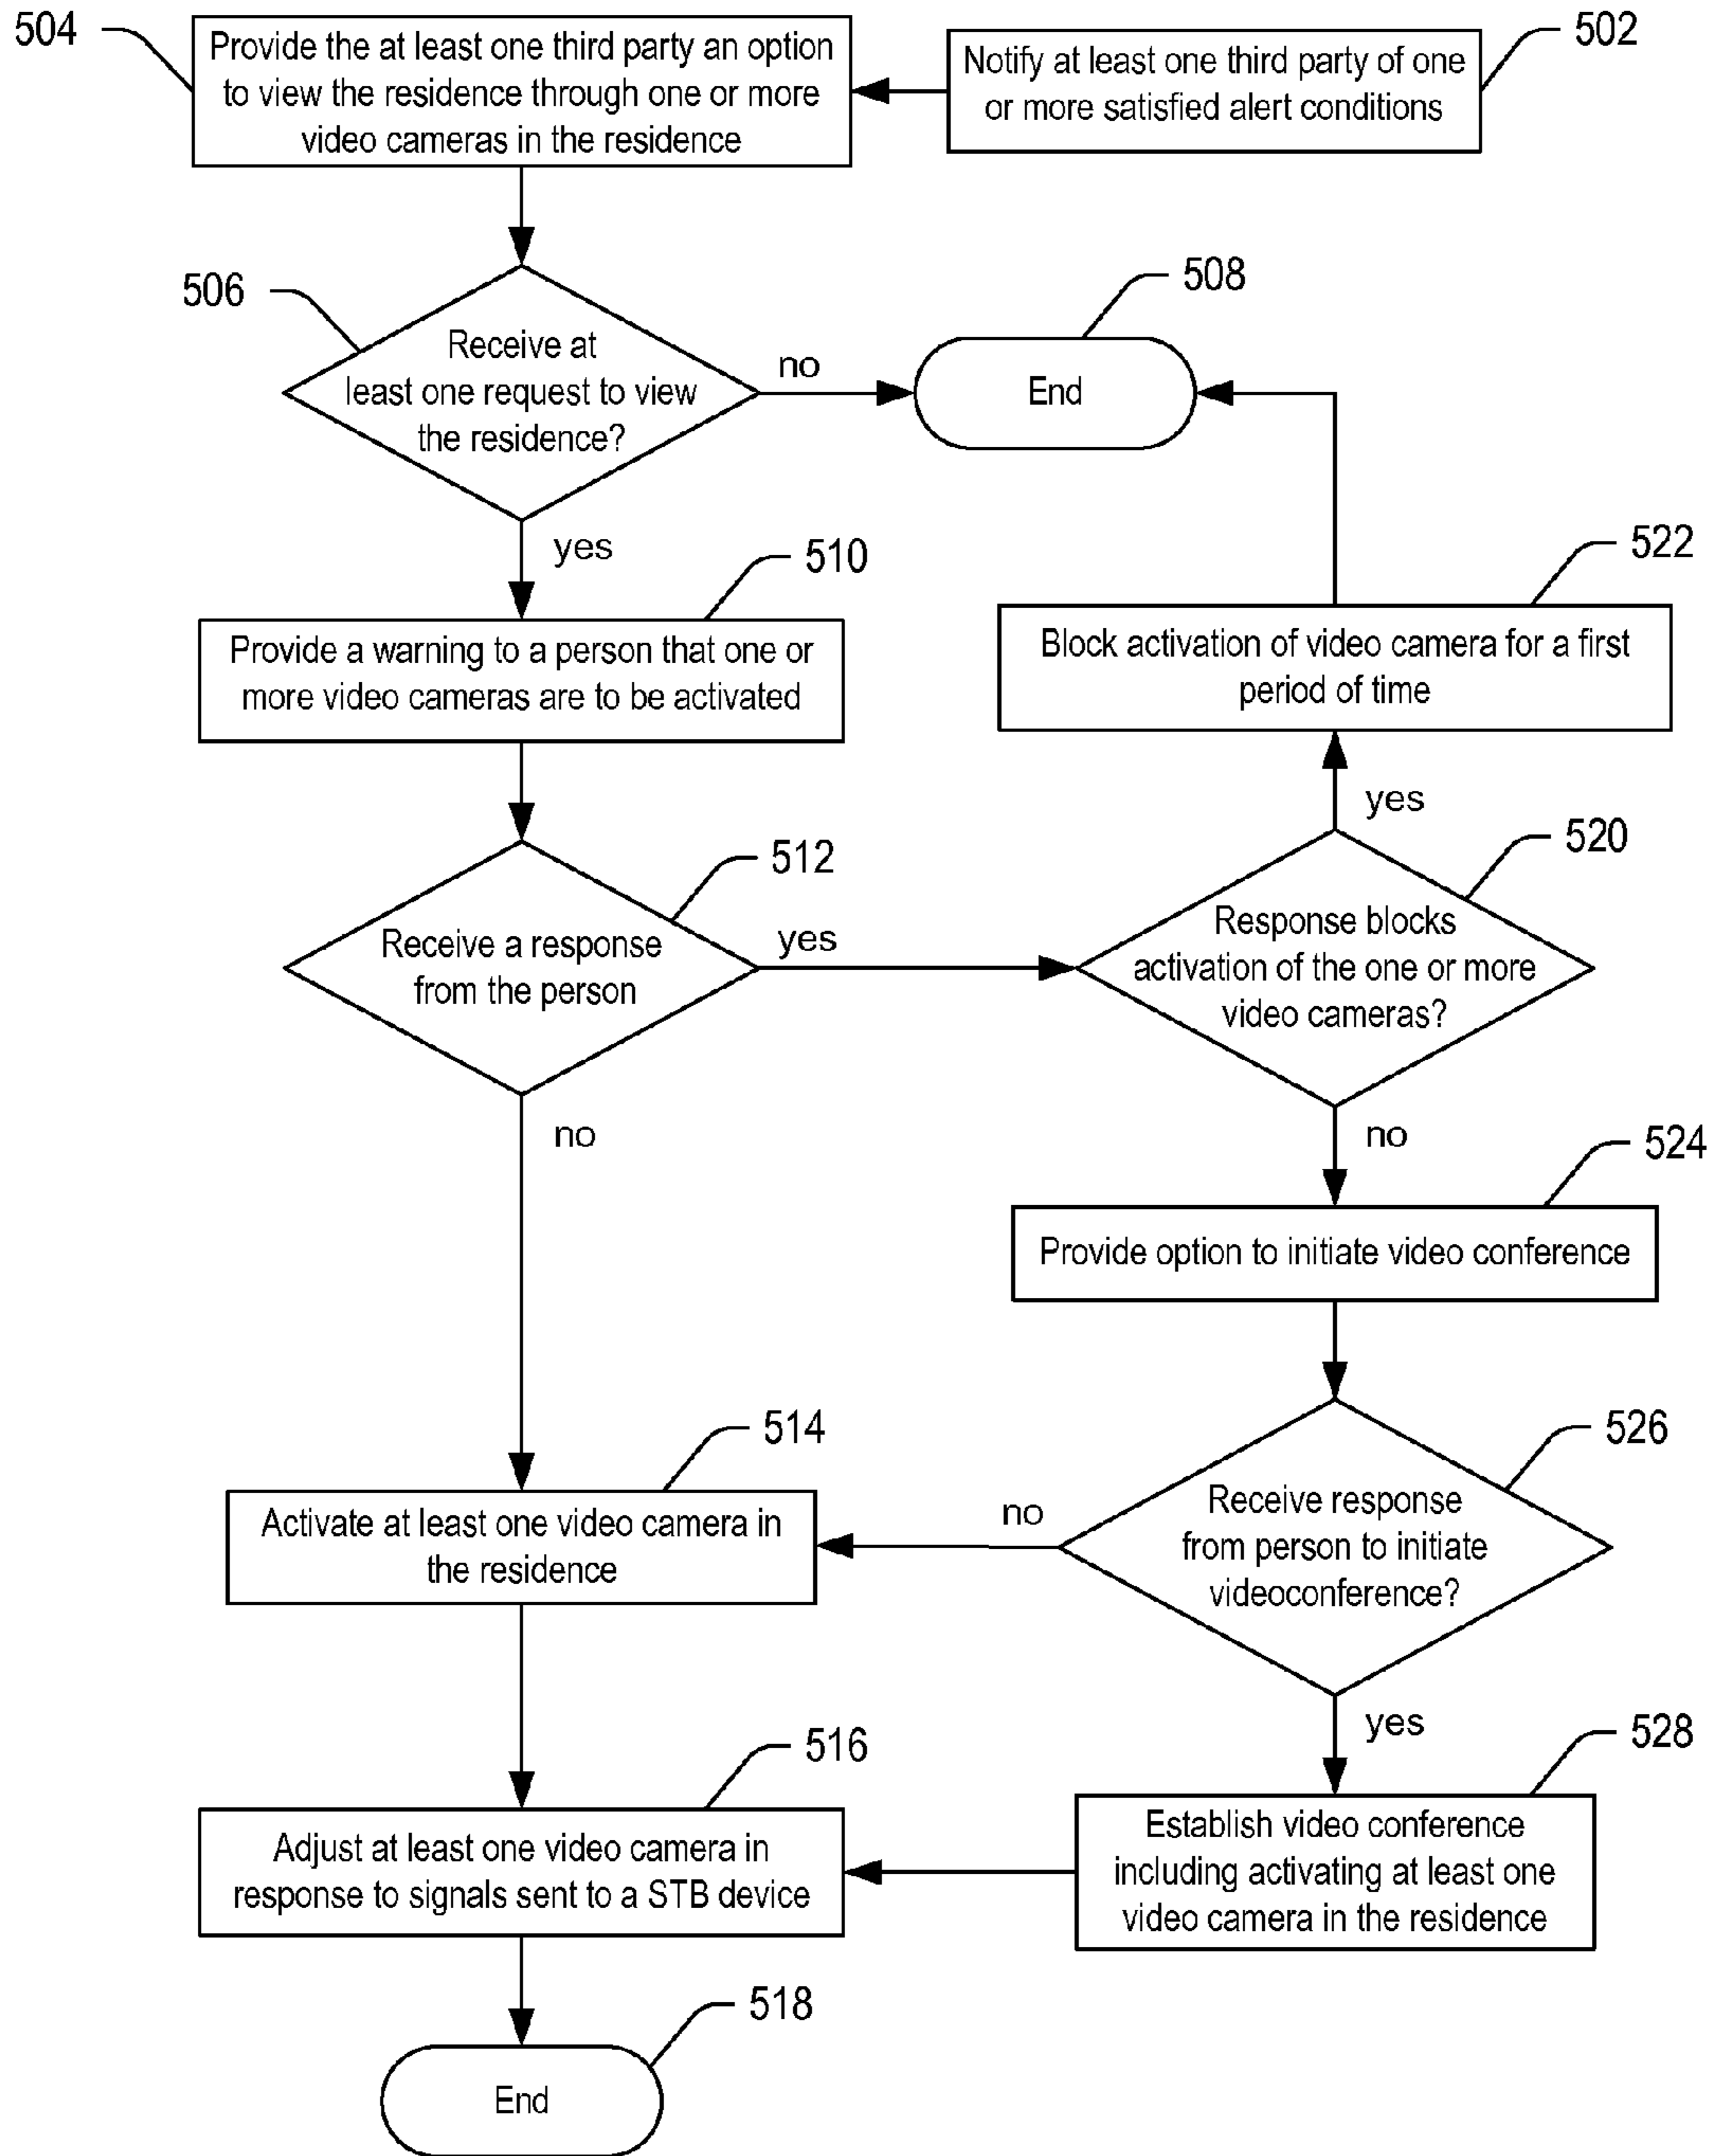 504
Provide the at least one third party an option
to view the residence through one or more
video cameras in the residence
502
Notify at least one third party of one
or more satisfied alert conditions
506
Receive at
least one request to view
the residence?
no
508
End
yes
510
Provide a warning to a person that one or
more video cameras are to be activated
522
Block activation of video camera for a first
period of time
yes
512
Receive a response
from the person
yes
520
Response blocks
activation of the one or more
video cameras?
no
no
524
Provide option to initiate video conference
514
Activate at least one video camera in
the residence
no
526
Receive response
from person to initiate
videoconference?
yes
516
Adjust at least one video camera in
response to signals sent to a STB device
528
Establish video conference
including activating at least one
video camera in the residence
518
End